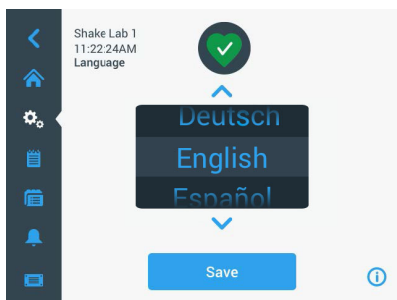 Shake Lab 1
11:22:24AM
Language
Deutsch
English
Español
Save